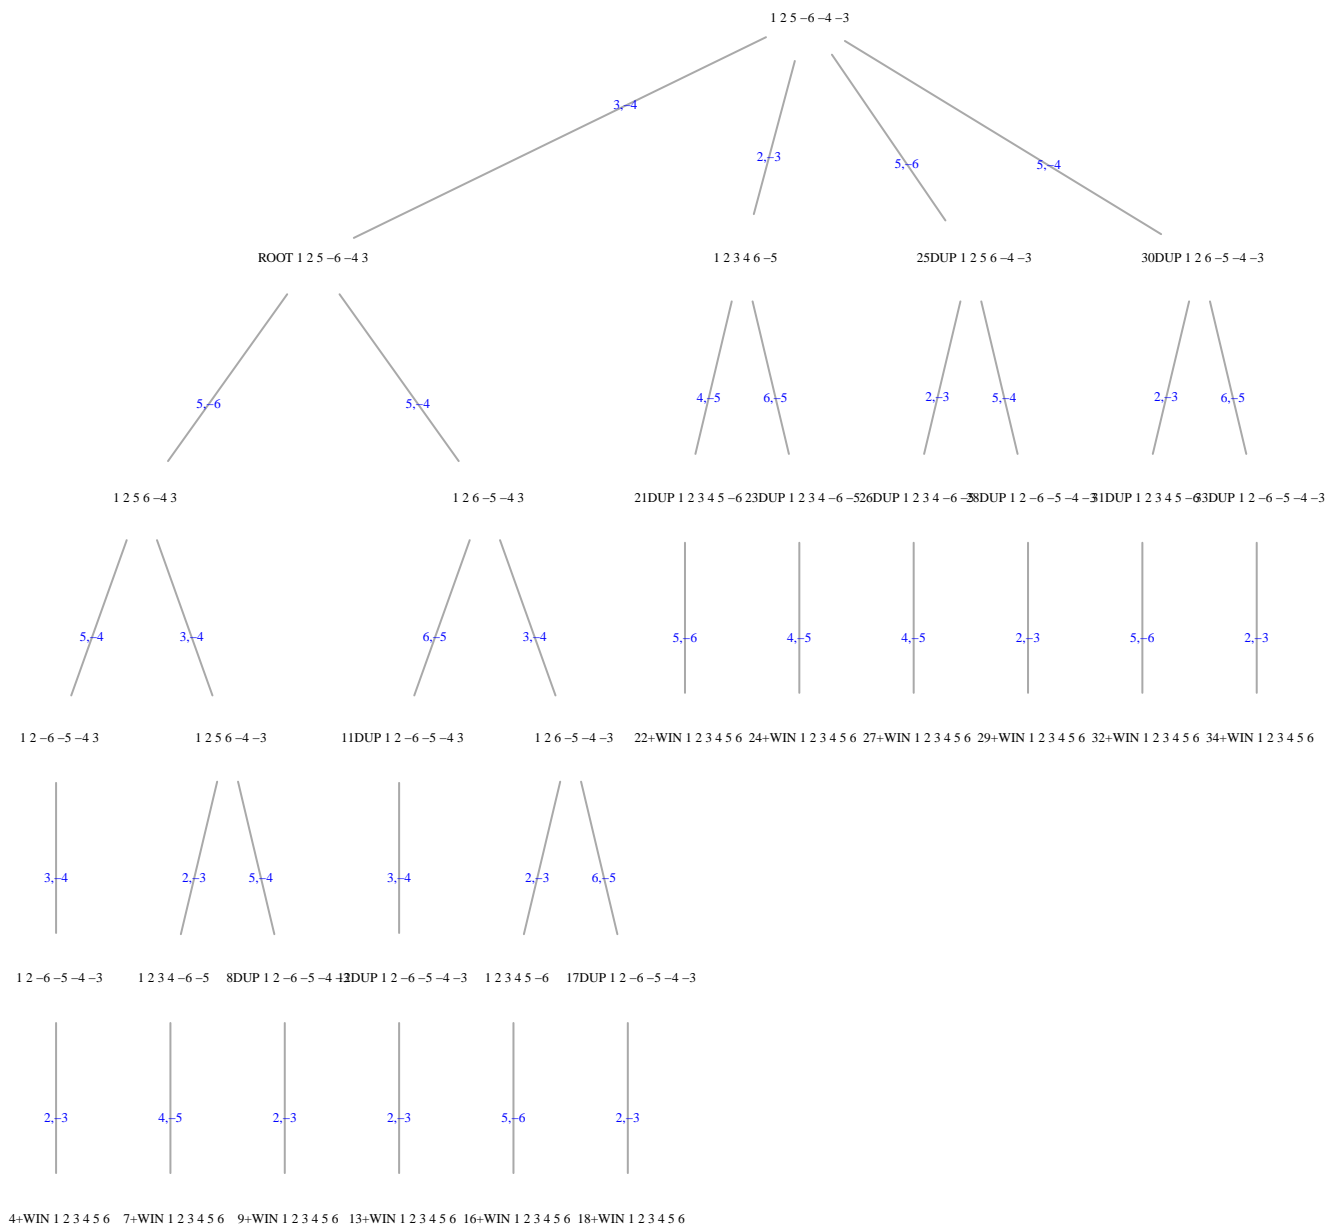 1 2 5 −6 −4 −3
3,−4
2,−3
5,−6
5,−4
ROOT 1 2 5 −6 −4 3
1 2 3 4 6 −5
25DUP 1 2 5 6 −4 −3
30DUP 1 2 6 −5 −4 −3
5,−6
5,−4
4,−5
6,−5
2,−3
5,−4
2,−3
6,−5
1 2 5 6 −4 3
1 2 6 −5 −4 3
21DUP 1 2 3 4 5 −6
23DUP 1 2 3 4 −6 −5
26DUP 1 2 3 4 −6 −5
28DUP 1 2 −6 −5 −4 −3
31DUP 1 2 3 4 5 −6
33DUP 1 2 −6 −5 −4 −3
5,−4
3,−4
6,−5
3,−4
5,−6
4,−5
4,−5
2,−3
5,−6
2,−3
1 2 −6 −5 −4 3
1 2 5 6 −4 −3
11DUP 1 2 −6 −5 −4 3
1 2 6 −5 −4 −3
22+WIN 1 2 3 4 5 6
24+WIN 1 2 3 4 5 6
27+WIN 1 2 3 4 5 6
29+WIN 1 2 3 4 5 6
32+WIN 1 2 3 4 5 6
34+WIN 1 2 3 4 5 6
3,−4
2,−3
5,−4
3,−4
2,−3
6,−5
1 2 −6 −5 −4 −3
1 2 3 4 −6 −5
8DUP 1 2 −6 −5 −4 −3
12DUP 1 2 −6 −5 −4 −3
1 2 3 4 5 −6
17DUP 1 2 −6 −5 −4 −3
2,−3
4,−5
2,−3
2,−3
5,−6
2,−3
4+WIN 1 2 3 4 5 6
7+WIN 1 2 3 4 5 6
9+WIN 1 2 3 4 5 6
13+WIN 1 2 3 4 5 6
16+WIN 1 2 3 4 5 6
18+WIN 1 2 3 4 5 6